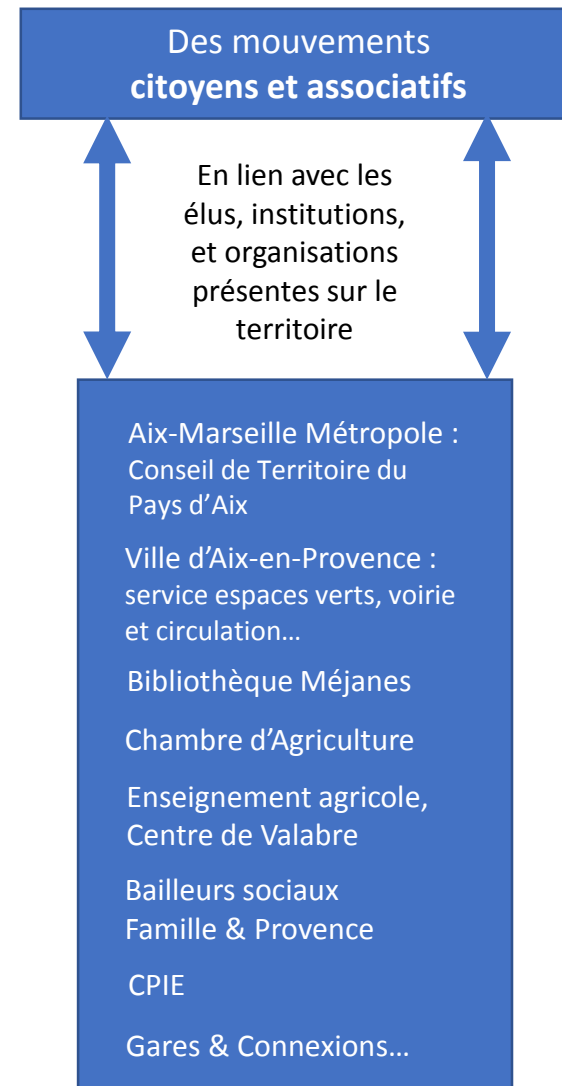 Des mouvements
citoyens et associatifs
En lien avec les
élus, institutions,
et organisations
présentes sur le
territoire
Aix-Marseille Métropole :
Conseil de Territoire du
Pays d’Aix
Ville d’Aix-en-Provence :
service espaces verts, voirie
et circulation…
Bibliothèque Méjanes
Chambre d’Agriculture
Enseignement agricole,
Centre de Valabre
Bailleurs sociaux
Famille & Provence
CPIE
Gares & Connexions…